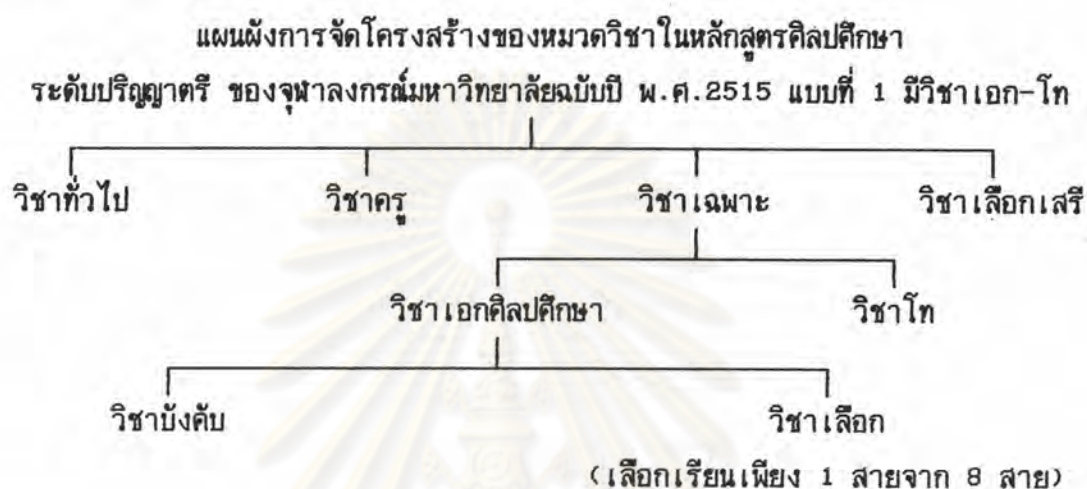 แผนผังการจัดโครงสร้างของหมวดวิชาในหลักสูตรศิลปศึกษา
ระดับปริญญาตรี ของจุฬาลงกรณ์มหาวิทยาลัยฉบับปี พ.ศ.2515 แบบที่ 1 มีวิชาเอก-โท
วิชาทั่วไป วิชาครู วิชาเฉพาะ วิชาเลือกเสรี
วิชาเอกศิลปศึกษา วิชาโท
วิชาบังคับ วิชาเลือก
(เลือกเรียนเพียง 1 สายจาก 8 สาย)